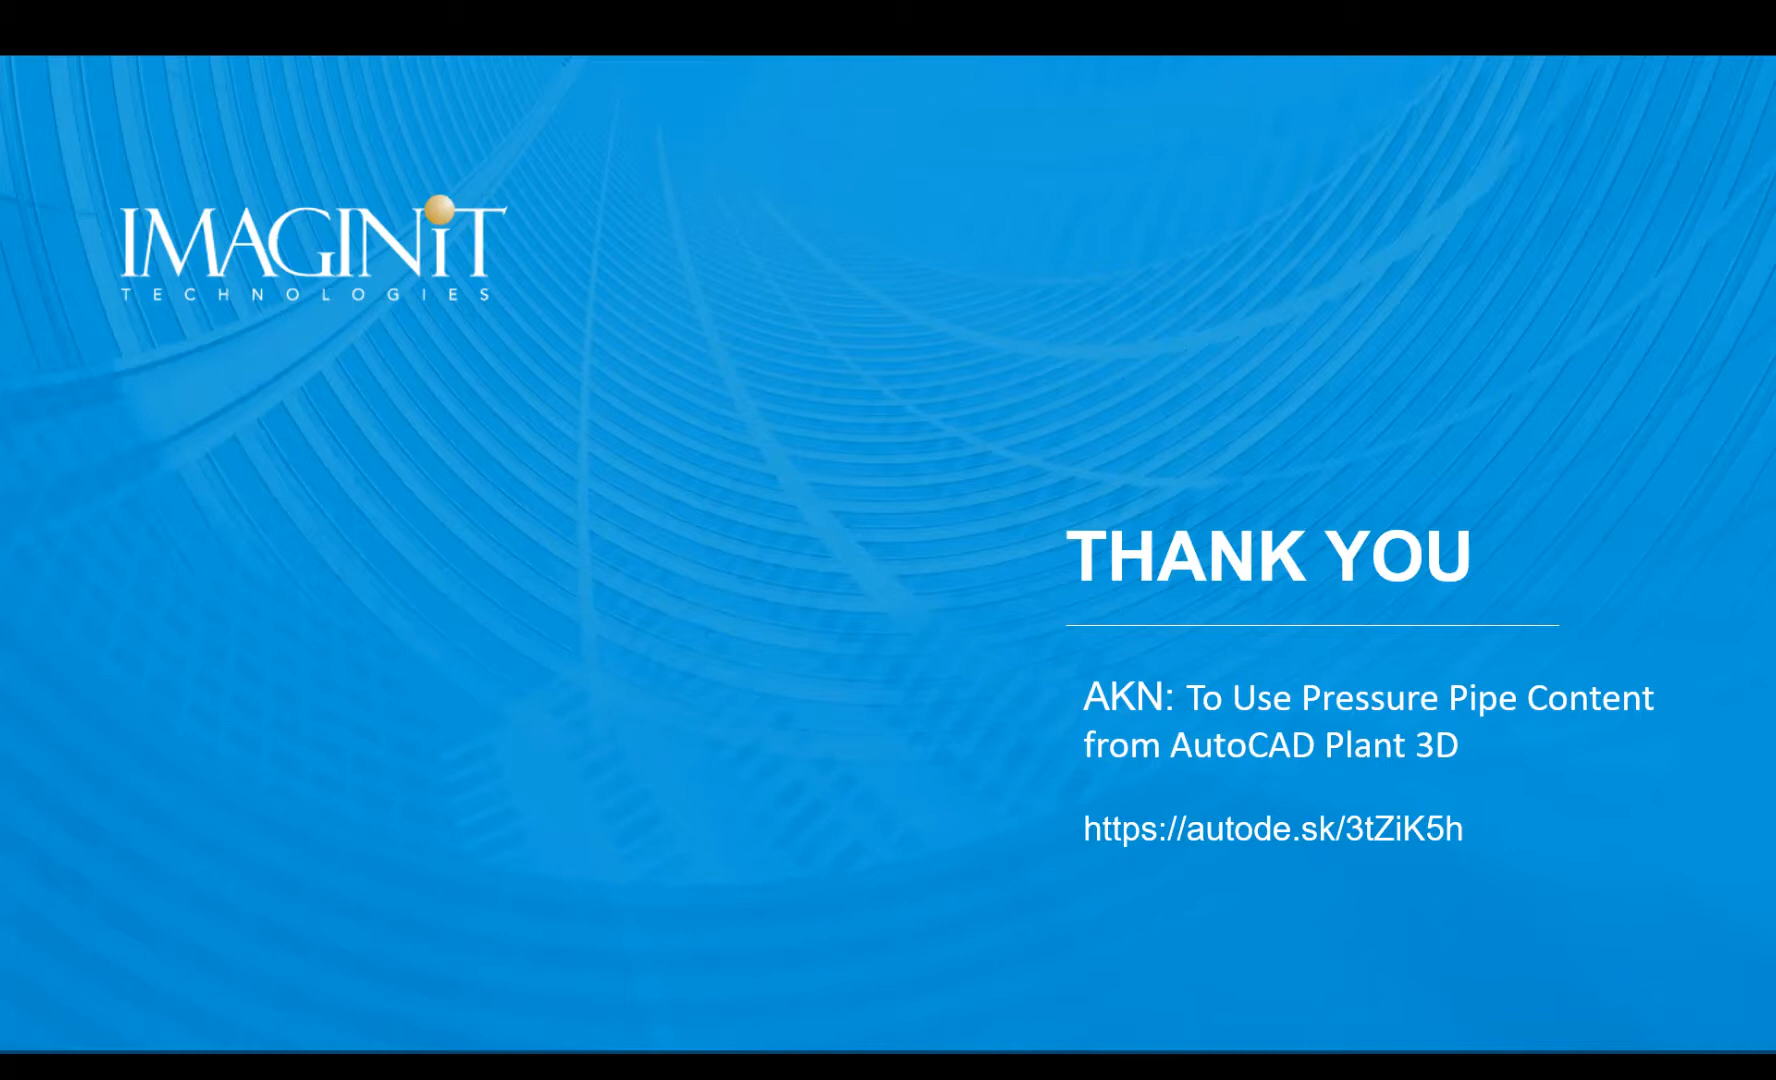 IMAGINiT
TECHNOLOGIES
THANK YOU
AKN: To Use Pressure Pipe Content
from AutoCAD Plant 3D
https://autode.sk/3tZiK5h